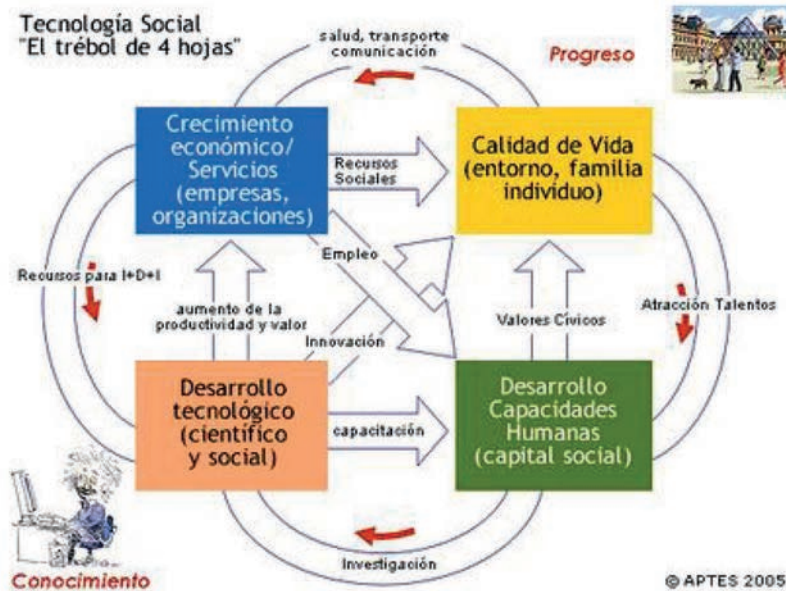 Tecnología Social
"El trébol de 4 hojas"
salud, transporte
comunicación
Progreso
Crecimiento
económico/
Servicios
(empresas,
organizaciones)
Recursos
Sociales
Calidad de Vida
(entorno, familia
individuo)
Recursos para I+D+I
Empleo
aumento de la
productividad y valor
Innovación
Valores Cívicos
Atracción Talentos
Desarrollo
tecnológico
(científico
y social)
capacitación
Desarrollo
Capacidades
Humanas
(capital social)
Investigación
Conocimiento
© APTES 2005